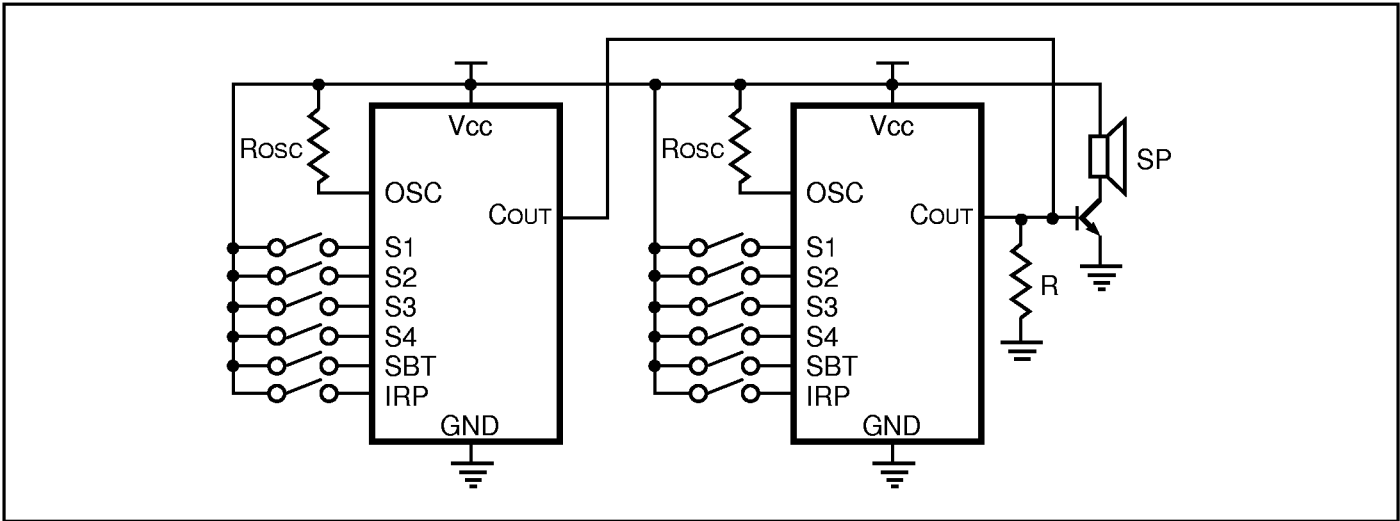 VCC
ROSC
OSC
COUT
S1
S2
S3
S4
SBT
IRP
GND
VCC
ROSC
OSC
COUT
S1
S2
S3
S4
SBT
IRP
GND
SP
R